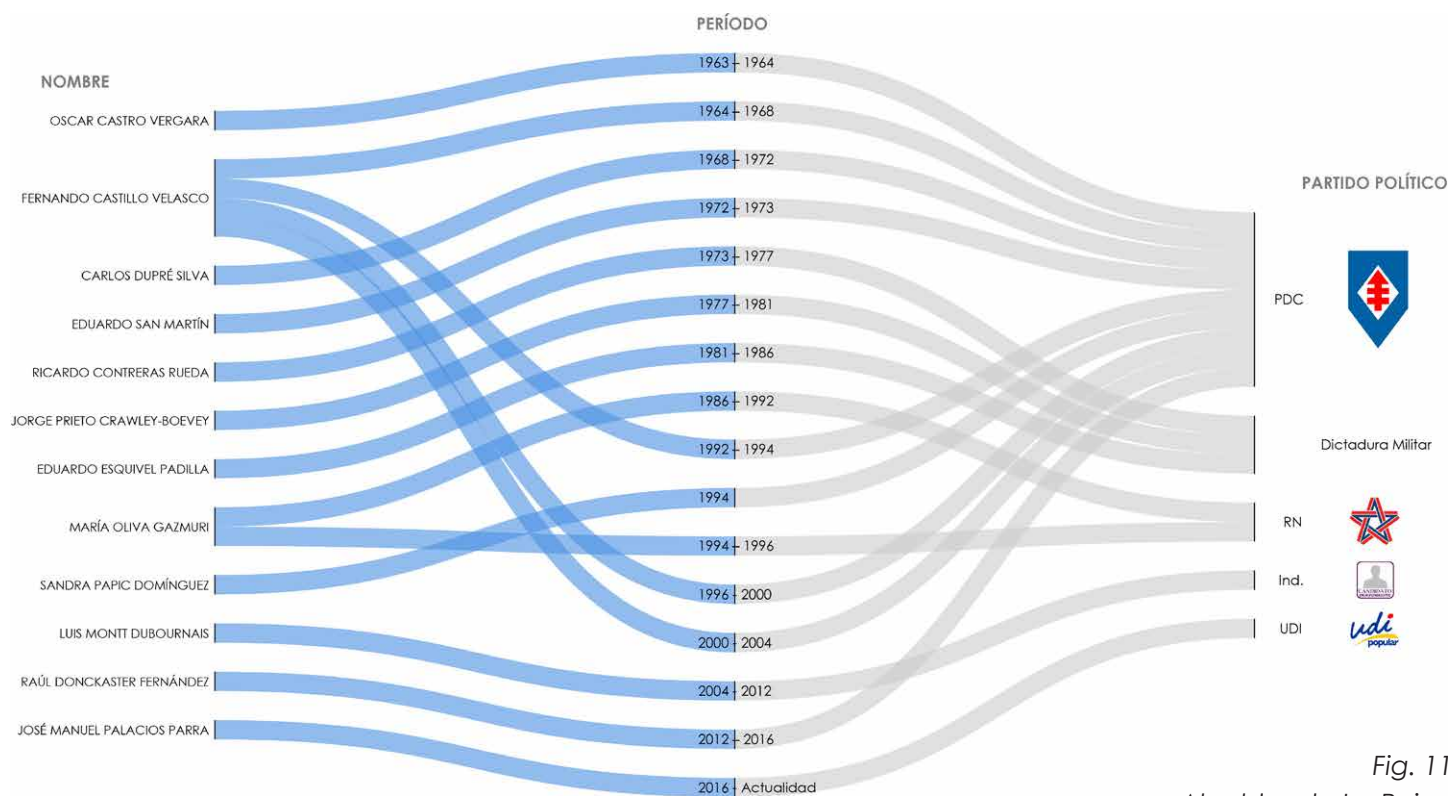 PERÍODO
NOMBRE
PARTIDO POLÍTICO
OSCAR CASTRO VERGARA
FERNANDO CASTILLO VELASCO
CARLOS DUPRÉ SILVA
EDUARDO SAN MARTÍN
RICARDO CONTRERAS RUEDA
JORGE PRIETO CRAWLEY-BOEVEY
EDUARDO ESQUIVEL PADILLA
MARÍA OLIVA GAZMURI
SANDRA PAPIC DOMÍNGUEZ
LUIS MONTT DUBOURNAIS
RAÚL DONCKASTER FERNÁNDEZ
JOSÉ MANUEL PALACIOS PARRA
1963 - 1964
1964 - 1968
1968 - 1972
1972 - 1973
1973 - 1977
1977 - 1981
1981 - 1986
1986 - 1992
1992 - 1994
1994
1994 - 1996
1996 - 2000
2000 - 2004
2004 - 2012
2012 - 2016
2016 - Actualidad
PDC
Dictadura Militar
RN
Ind.
CANDIDATO
UDI
udi
popular
Fig. 11